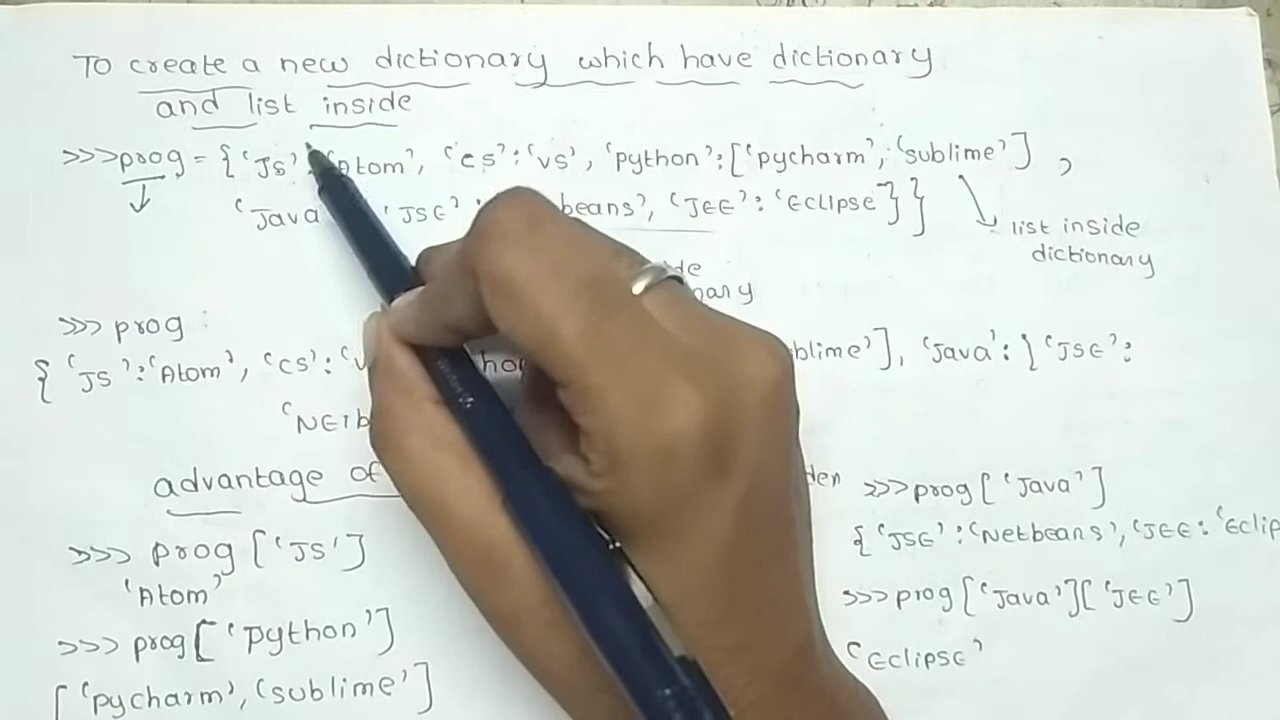 To create a new dictionary which have dictionary
and list inside
>>>prog = {'JS': 'Atom', 'cs':'vs', 'python':['pycharm', 'sublime'] ,
'Java 'JSE' : beans', 'JEE':'Eclipse'}}
list inside
dictionary
>>> prog :
{'JS':'Atom', 'cs': 'v blime'], 'Java': {'JSE':
'NEtb
advantage of
>>> prog ['JS']
'Atom'
>>> prog['python']
['pycharm', 'sublime']
>>>prog['Java']
{'JSE':'Netbeans','JEE: 'Eclip
>>>prog['Java']['JEE']
'Eclipse'